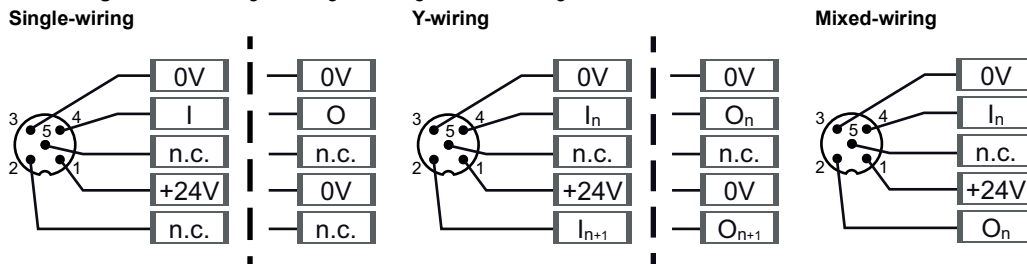 Single-wiring Y-wiring Mixed-wiring
0V 0V 0V 0V 0V
3 4 I O 3 4 Iₙ Oₙ 3 4 Iₙ
5 n.c. n.c. 5 n.c. n.c. 5 n.c.
2 1 +24V 0V 2 1 +24V 0V 2 1 +24V
n.c. n.c. Iₙ₊₁ Oₙ₊₁ Oₙ